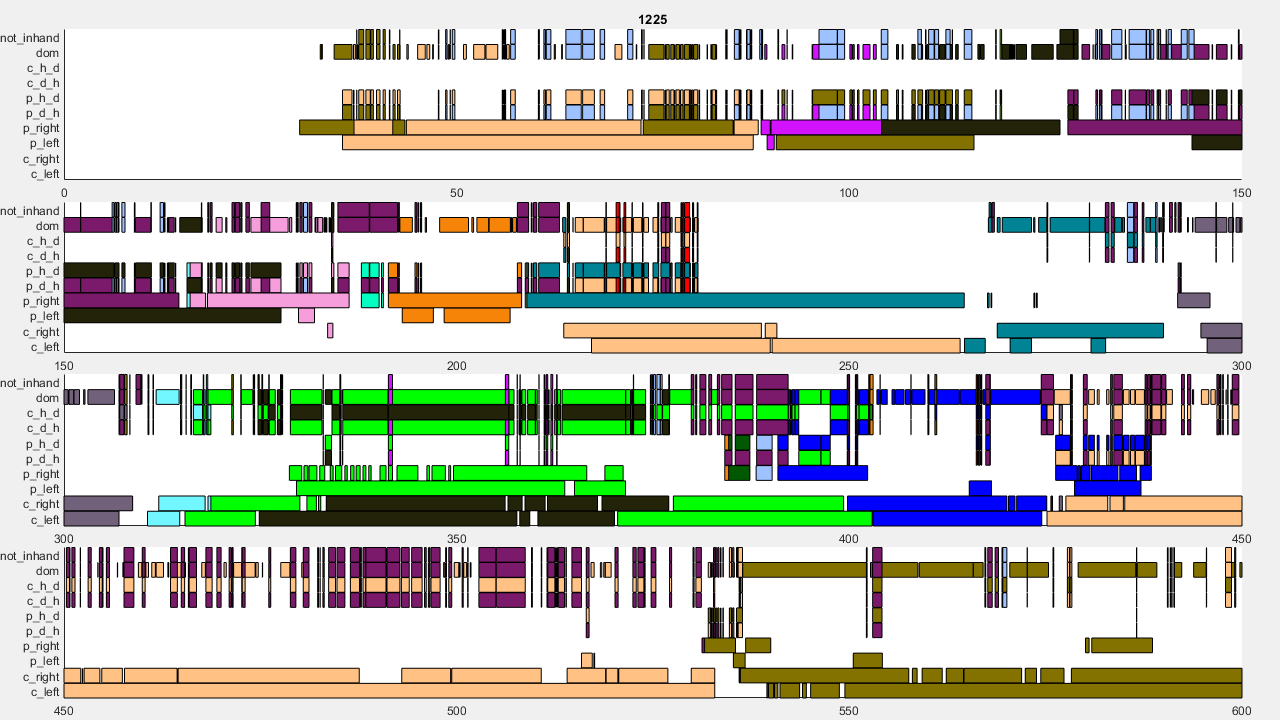 1225
not_inhand
dom
c_h_d
c_d_h
p_h_d
p_d_h
p_right
p_left
c_right
c_left
0 50 100 150
not_inhand
dom
c_h_d
c_d_h
p_h_d
p_d_h
p_right
p_left
c_right
c_left
150 200 250 300
not_inhand
dom
c_h_d
c_d_h
p_h_d
p_d_h
p_right
p_left
c_right
c_left
300 350 400 450
not_inhand
dom
c_h_d
c_d_h
p_h_d
p_d_h
p_right
p_left
c_right
c_left
450 500 550 600